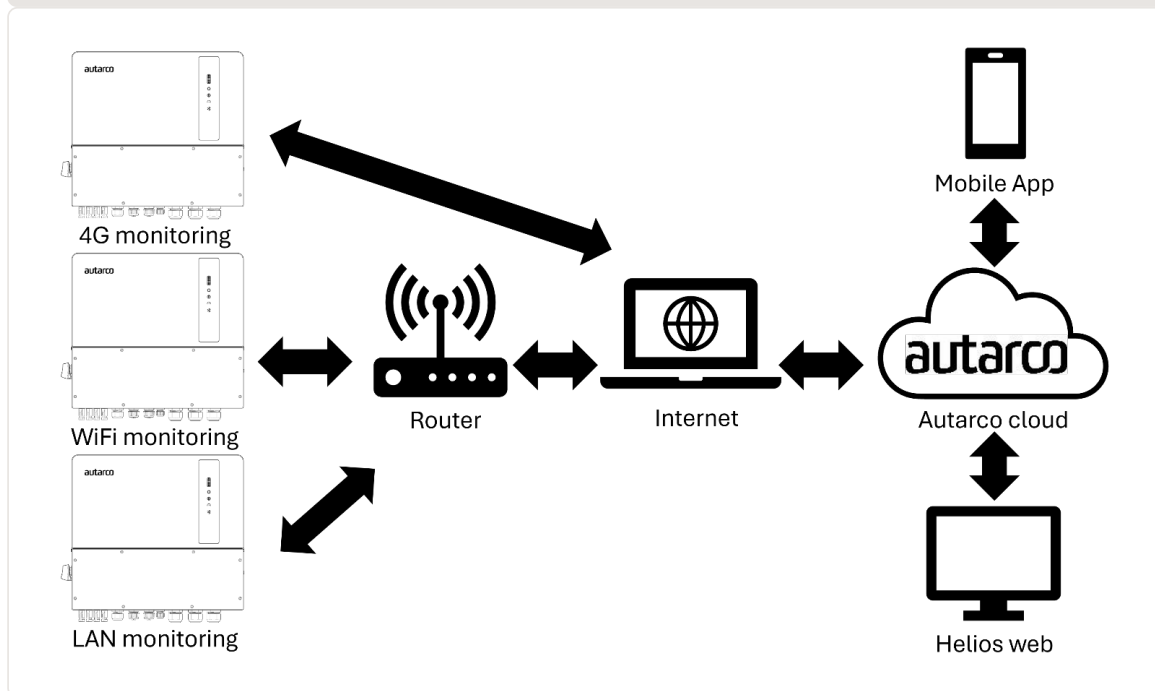 autarco
4G monitoring
autarco
WiFi monitoring
autarco
LAN monitoring
Router
Internet
Mobile App
autarco
Autarco cloud
Helios web